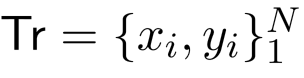 Tr = {x_i, y_i}_1^N